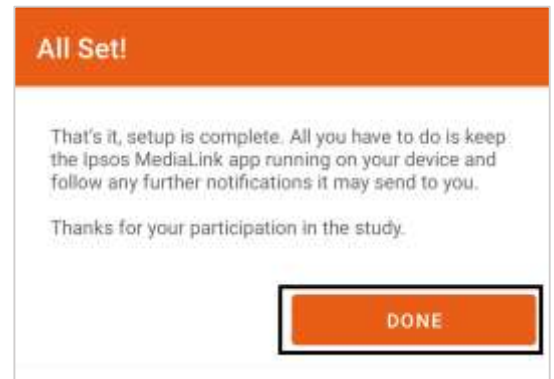 All Set!
That's it, setup is complete. All you have to do is keep
the Ipsos MediaLink app running on your device and
follow any further notifications it may send to you.
Thanks for your participation in the study.
DONE